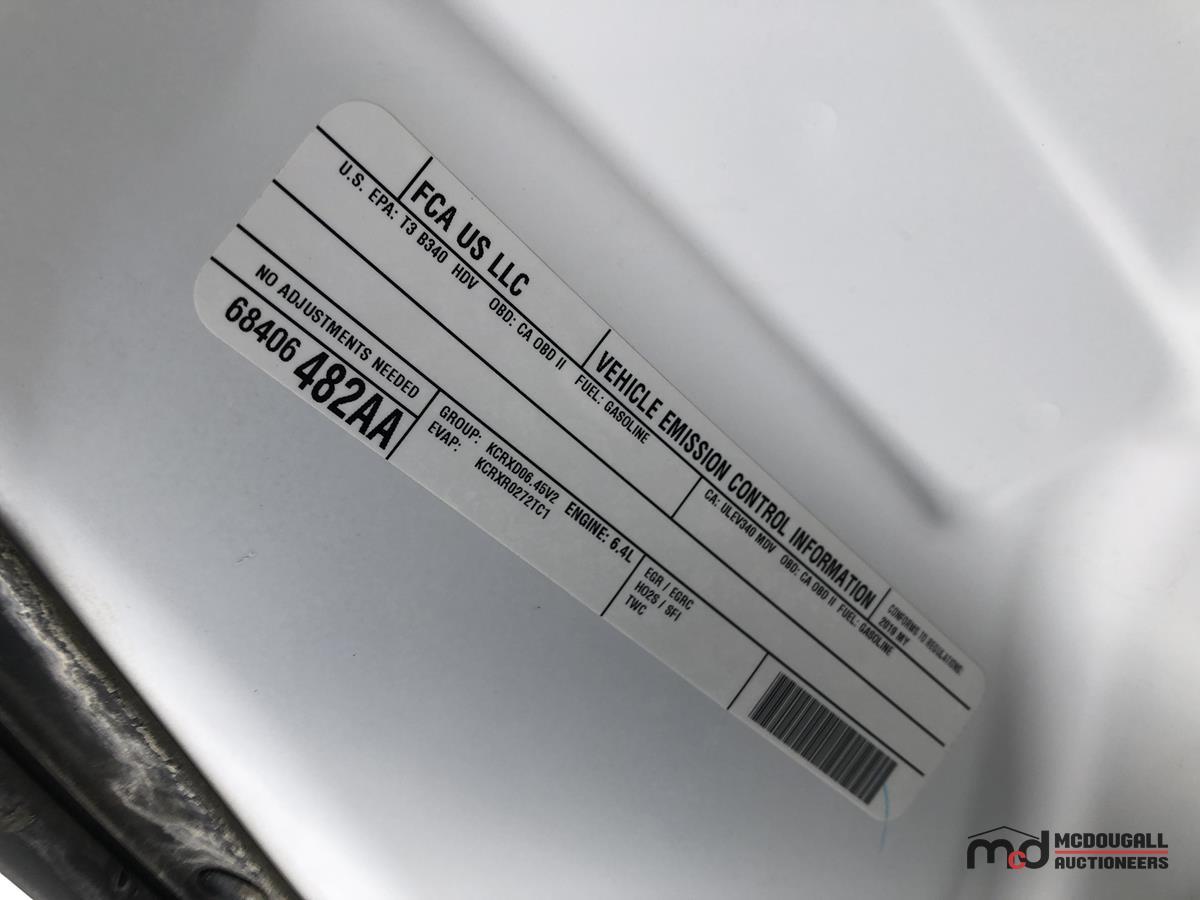 FCA US LLC
VEHICLE EMISSION CONTROL INFORMATION
CONFORMS TO REGULATIONS:
2019 MY
U.S. EPA: T3 B340 HDV OBD: CA OBD II FUEL: GASOLINE
CA: ULEV340 MDV OBD: CA OBD II FUEL: GASOLINE
NO ADJUSTMENTS NEEDED
68406 482AA
GROUP: KCRXD06.45V2 ENGINE: 6.4L
EVAP: KCRXR0272TC1
EGR / EGRC
HO2S / SFI
TWC
mcd MCDOUGALL
AUCTIONEERS